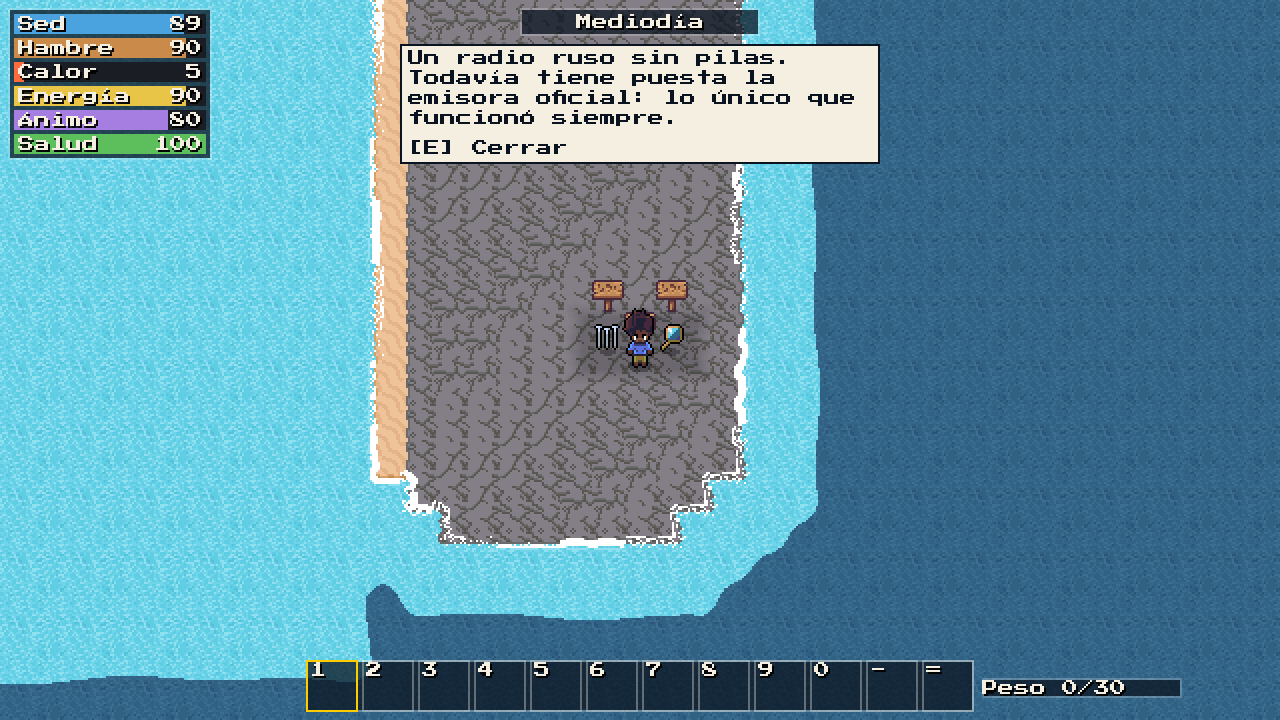 Sed 89
Hambre 90
Calor 5
Energía 90
Ánimo 80
Salud 100
Mediodía
Un radio ruso sin pilas.
Todavía tiene puesta la
emisora oficial: lo único que
funcionó siempre.
[E] Cerrar
1 2 3 4 5 6 7 8 9 0 - =
Peso 0/30